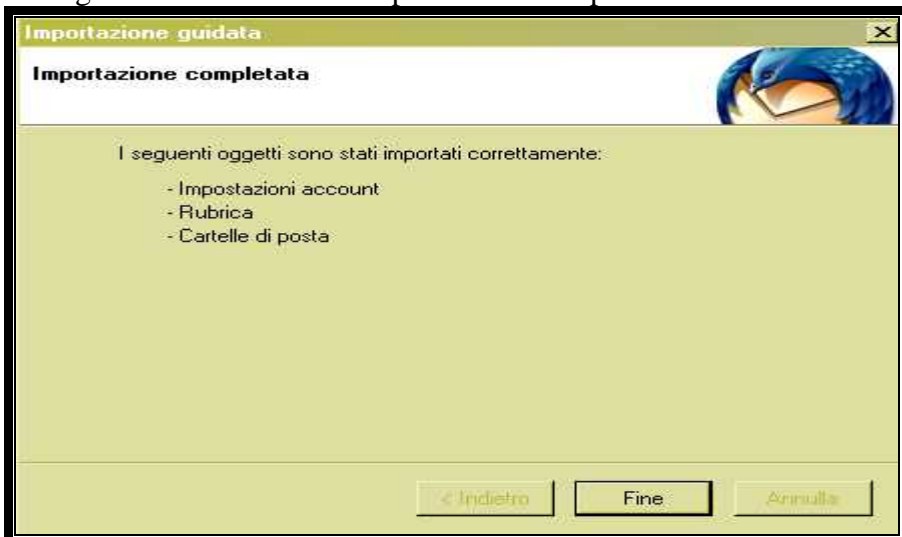 Importazione guidata
Importazione completata
I seguenti oggetti sono stati importati correttamente:
- Impostazioni account
- Rubrica
- Cartelle di posta
< Indietro
Fine
Annulla